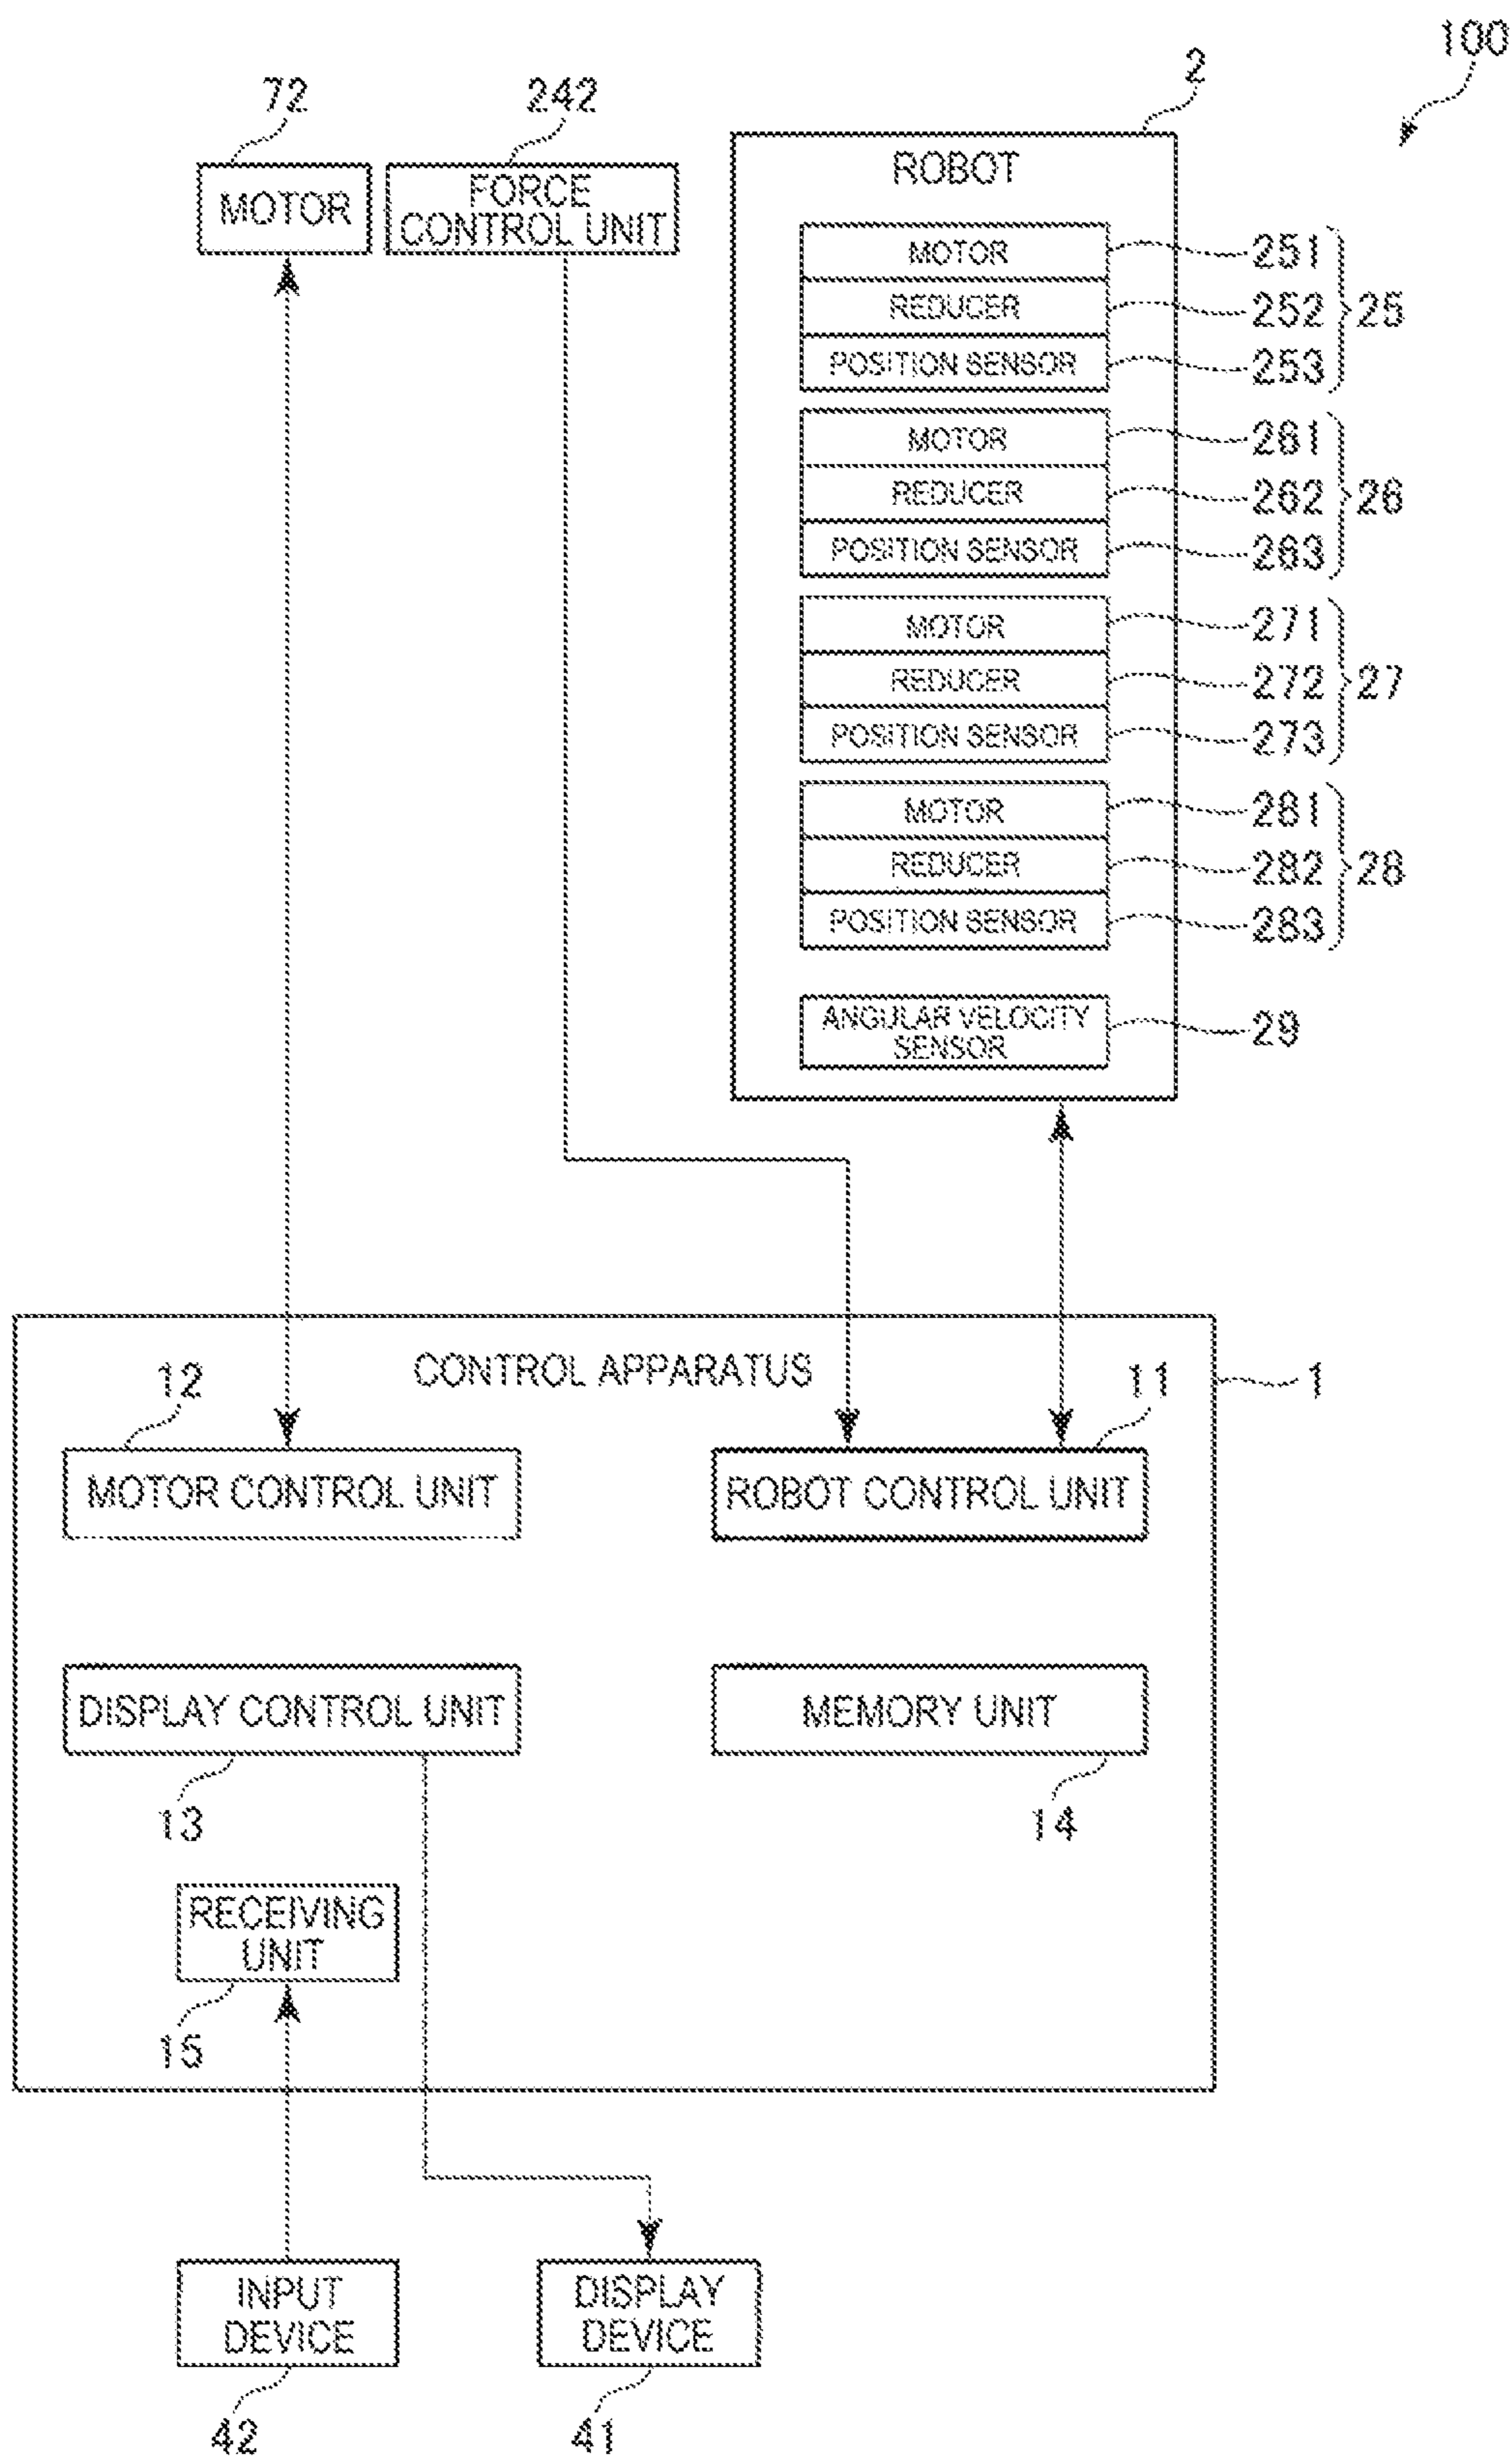 100
72
242
2
MOTOR
FORCE
CONTROL UNIT
ROBOT
MOTOR
251
REDUCER
252
25
POSITION SENSOR
253
MOTOR
261
REDUCER
262
26
POSITION SENSOR
263
MOTOR
271
REDUCER
272
27
POSITION SENSOR
273
MOTOR
281
REDUCER
282
28
POSITION SENSOR
283
ANGULAR VELOCITY
SENSOR
29
CONTROL APPARATUS
12
11
1
MOTOR CONTROL UNIT
ROBOT CONTROL UNIT
DISPLAY CONTROL UNIT
MEMORY UNIT
13
14
RECEIVING
UNIT
15
INPUT
DEVICE
DISPLAY
DEVICE
42
41